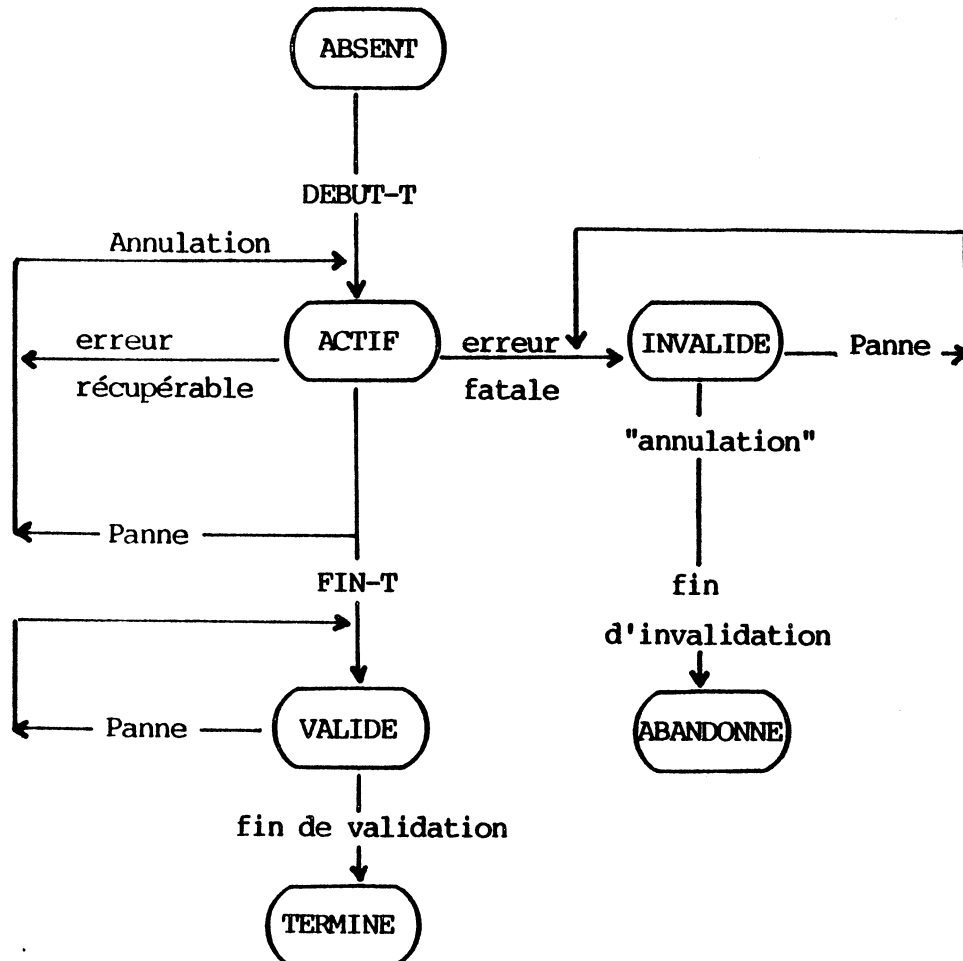 ABSENT
DEBUT-T
Annulation
erreur
récupérable
ACTIF
erreur
fatale
INVALIDE
Panne
"annulation"
Panne
FIN-T
fin
d'invalidation
Panne
VALIDE
ABANDONNE
fin de validation
TERMINE